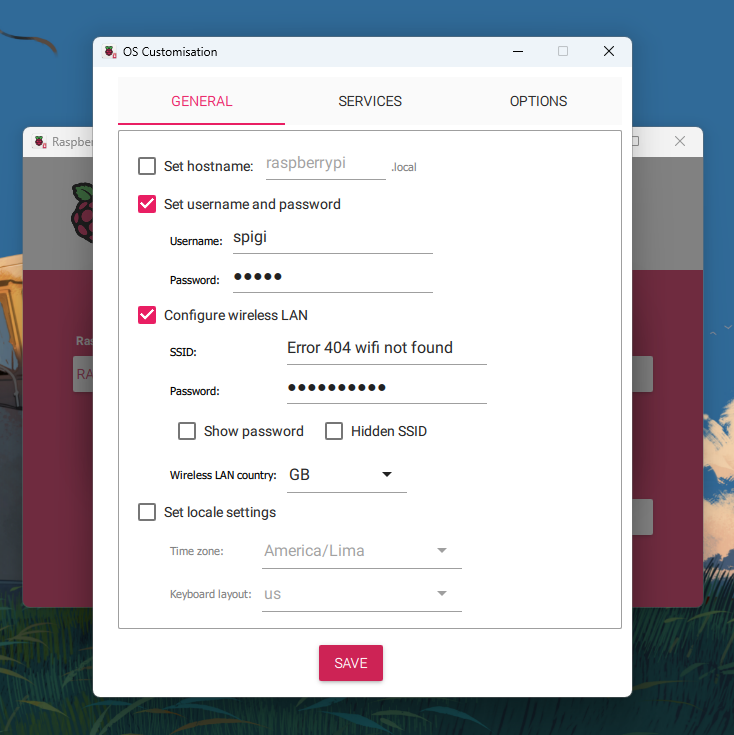 OS Customisation
Raspber
GENERAL SERVICES OPTIONS
Set hostname: raspberrypi .local
Set username and password
Username: spigi
Password: •••••
Configure wireless LAN
SSID: Error 404 wifi not found
Password: ••••••••••
Show password Hidden SSID
Wireless LAN country: GB
Set locale settings
Time zone: America/Lima
Keyboard layout: us
SAVE
Ras
RA